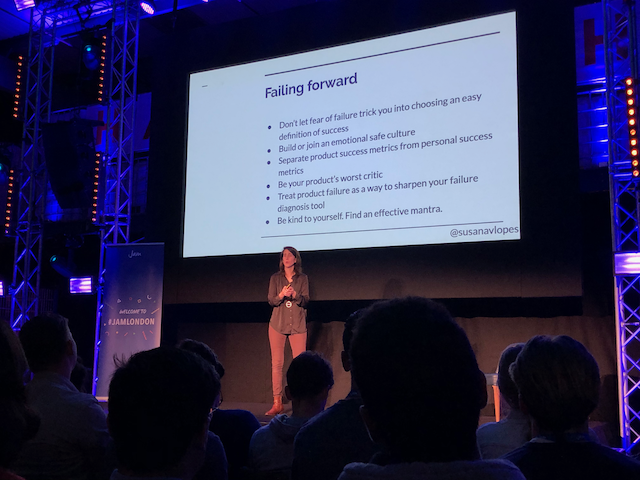 Failing forward
● Don't let fear of failure trick you into choosing an easy
definition of success
● Build or join an emotional safe culture
● Separate product success metrics from personal success
metrics
● Be your product's worst critic
● Treat product failure as a way to sharpen your failure
diagnosis tool
● Be kind to yourself. Find an effective mantra.
@susanavlopes
Jam
WELCOME TO
#JAMLONDON